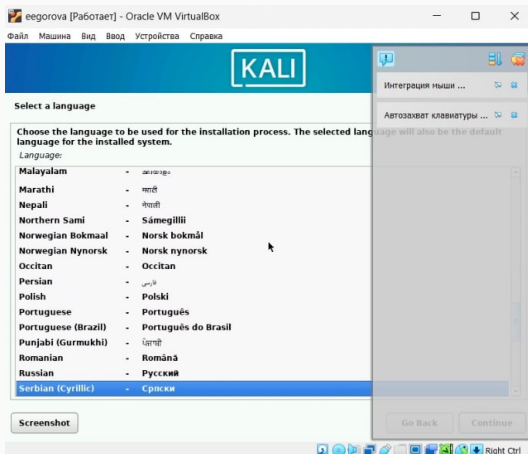 eegorova [Работает] - Oracle VM VirtualBox
Файл Машина Вид Ввод Устройства Справка
KALI
Интеграция мыши ...
Автозахват клавиатуры ...
Select a language
Choose the language to be used for the installation process. The selected language will also be the default
language for the installed system.
Language:
Malayalam - മലയാളം
Marathi - मराठी
Nepali - नेपाली
Northern Sami - Sámegillii
Norwegian Bokmaal - Norsk bokmål
Norwegian Nynorsk - Norsk nynorsk
Occitan - Occitan
Persian - فارسی
Polish - Polski
Portuguese - Português
Portuguese (Brazil) - Português do Brasil
Punjabi (Gurmukhi) - ਪੰਜਾਬੀ
Romanian - Română
Russian - Русский
Serbian (Cyrillic) - Српски
Screenshot Go Back Continue
Right Ctrl